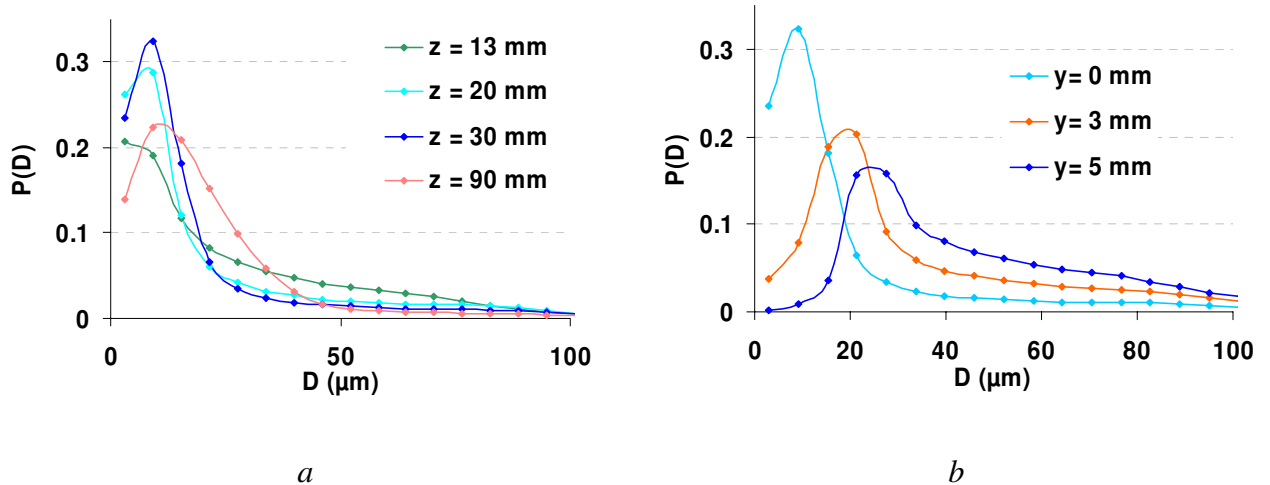 P(D)
0.3
0.2
0.1
0
0 50 100
D (µm)
z = 13 mm
z = 20 mm
z = 30 mm
z = 90 mm
a
P(D)
0.3
0.2
0.1
0
0 20 40 60 80 100
D (µm)
y= 0 mm
y= 3 mm
y= 5 mm
b